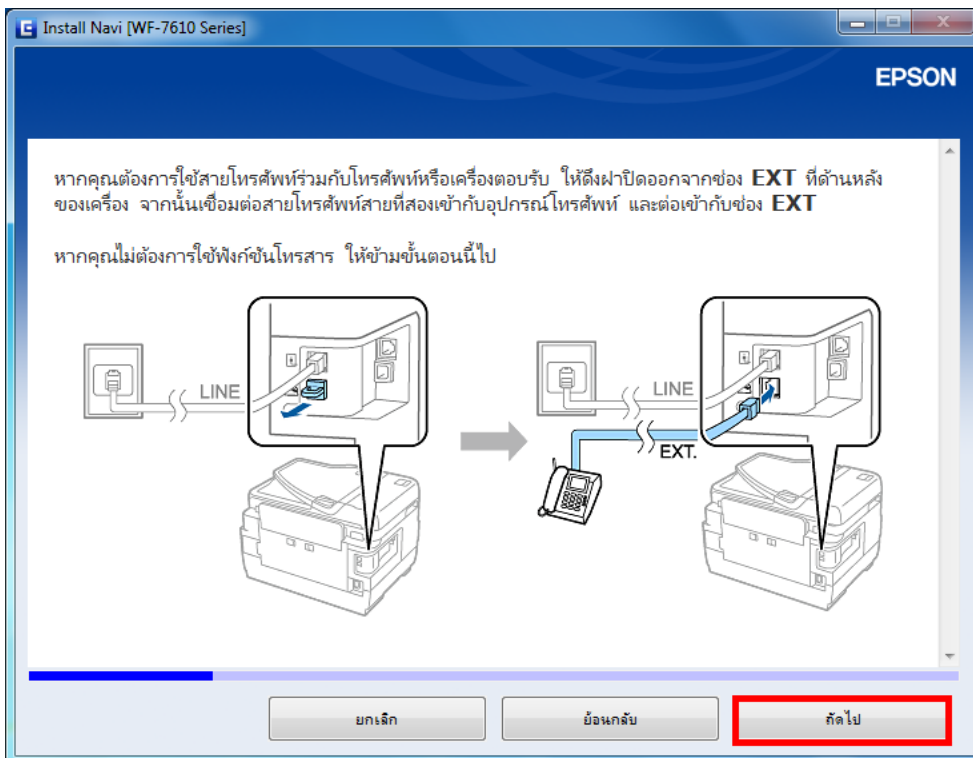 Install Navi [WF-7610 Series]
EPSON
หากคุณต้องการใช้สายโทรศัพท์ร่วมกับโทรศัพท์หรือเครื่องตอบรับ ให้ดึงฝาปิดออกจากช่อง EXT ที่ด้านหลัง
ของเครื่อง จากนั้นเชื่อมต่อสายโทรศัพท์สายที่สองเข้ากับอุปกรณ์โทรศัพท์ และต่อเข้ากับช่อง EXT
หากคุณไม่ต้องการใช้ฟังก์ชันโทรสาร ให้ข้ามขั้นตอนนี้ไป
LINE
LINE
EXT.
ยกเลิก
ย้อนกลับ
ถัดไป